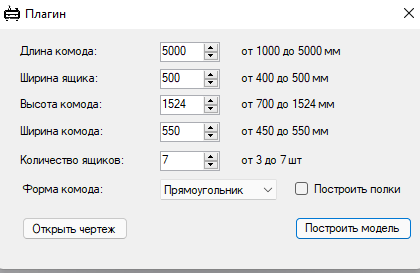 Плагин
Длина комода: 5000 от 1000 до 5000 мм
Ширина ящика: 500 от 400 до 500 мм
Высота комода: 1524 от 700 до 1524 мм
Ширина комода: 550 от 450 до 550 мм
Количество ящиков: 7 от 3 до 7 шт
Форма комода: Прямоугольник Построить полки
Открыть чертеж Построить модель